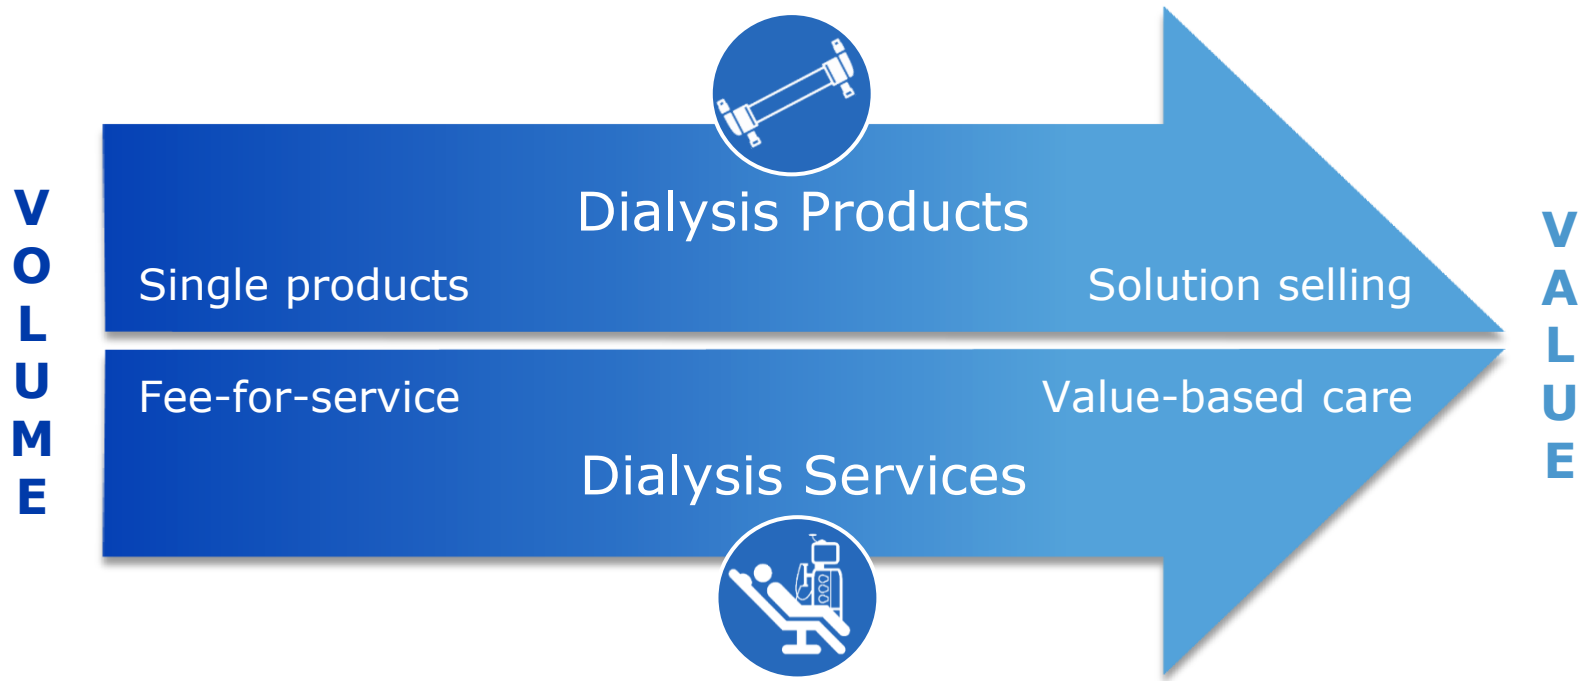 VOLUME
Dialysis Products
Single products
Solution selling
Fee-for-service
Value-based care
Dialysis Services
VALUE